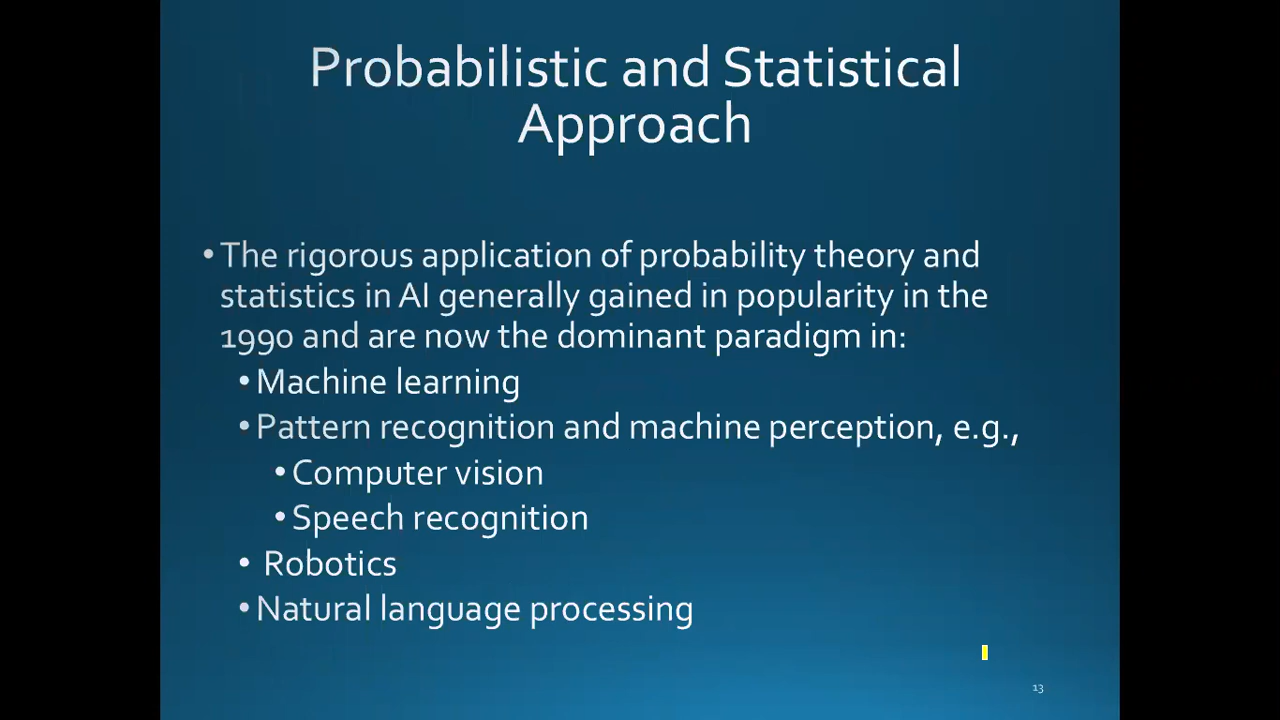 Probabilistic and Statistical
Approach
•The rigorous application of probability theory and
statistics in AI generally gained in popularity in the
1990 and are now the dominant paradigm in:
•Machine learning
•Pattern recognition and machine perception, e.g.,
•Computer vision
•Speech recognition
• Robotics
•Natural language processing
13